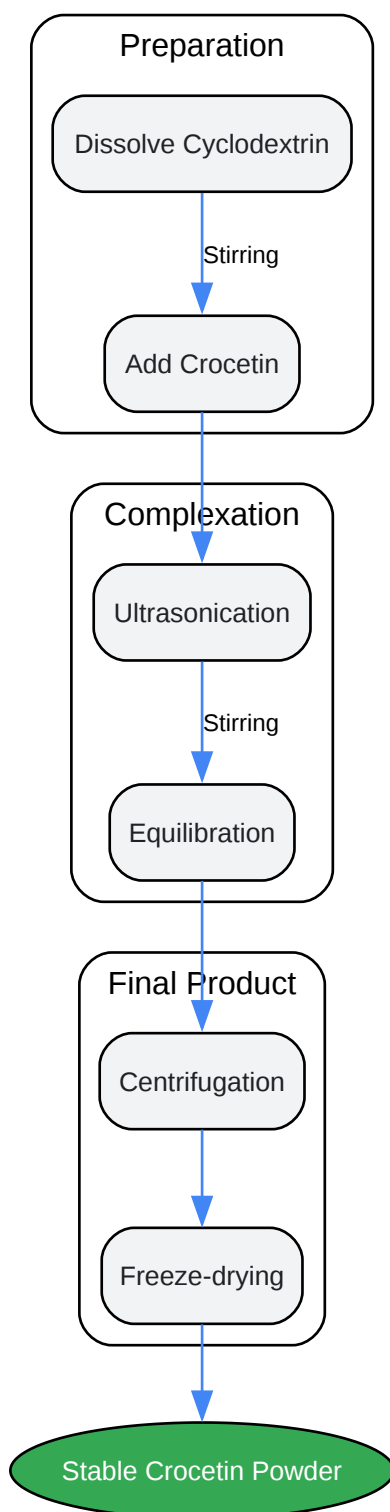 Preparation
Dissolve Cyclodextrin
Stirring
Add Crocetin
Complexation
Ultrasonication
Stirring
Equilibration
Final Product
Centrifugation
Freeze-drying
Stable Crocetin Powder